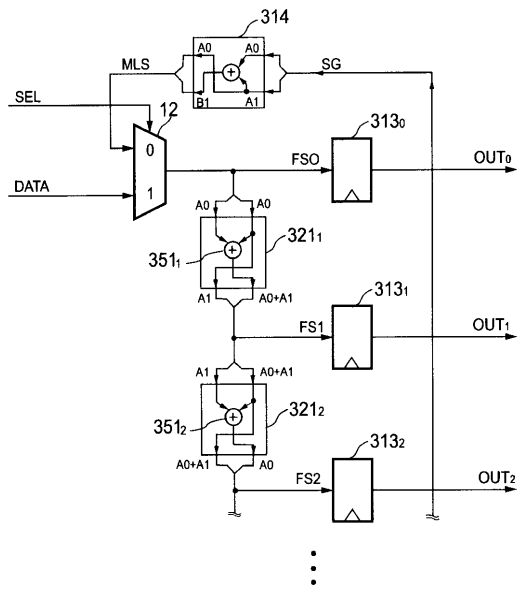 314
MLS
A0
A0
SG
B1
A1
SEL
12
0
1
DATA
FSO
313₀
OUT₀
A0
A0
351₁
321₁
A1
A0+A1
FS1
313₁
OUT₁
A1
A0+A1
351₂
321₂
A0+A1
A0
FS2
313₂
OUT₂